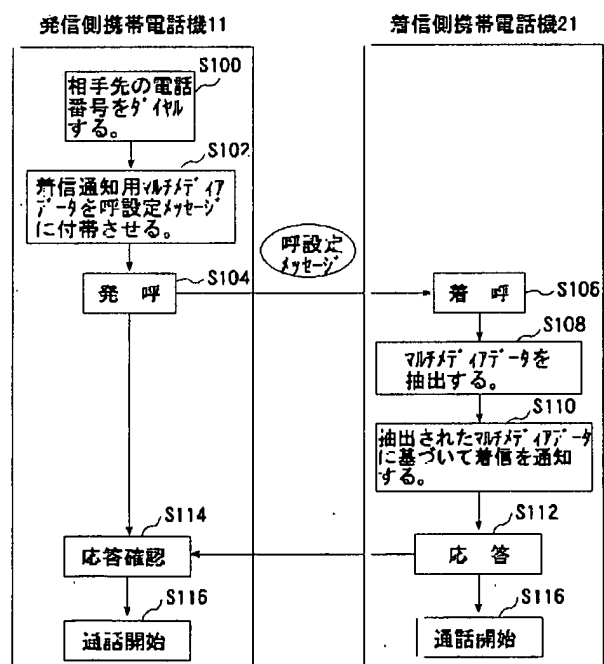 発信側携帯電話機11
着信側携帯電話機21
S100
相手先の電話
番号をダイヤル
する。
S102
着信通知用マルチメディア
データを呼設定メッセージ
に付帯させる。
呼設定
メッセージ
S104
発 呼
着 呼
S106
S108
マルチメディアデータを
抽出する。
S110
抽出されたマルチメディアデータ
に基づいて着信を通知
する。
S114
応答確認
S112
応 答
S116
通話開始
S116
通話開始